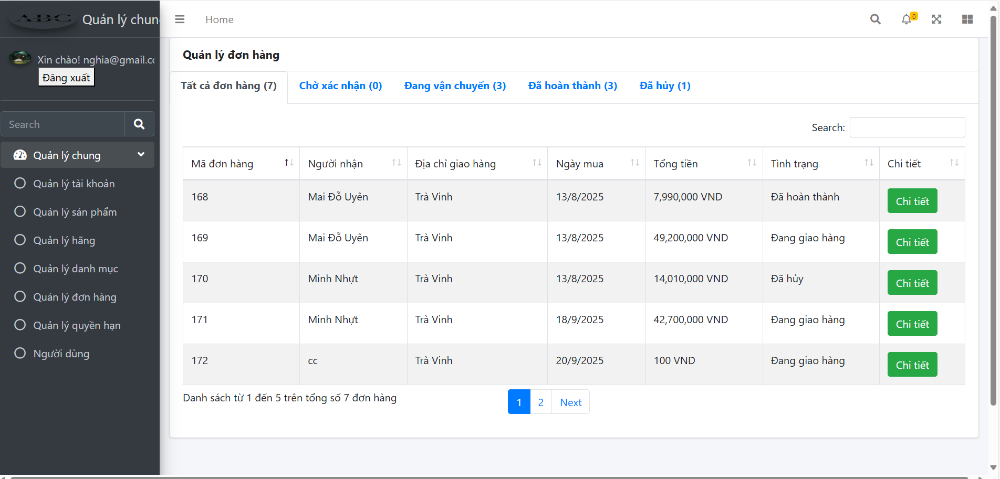 ABC Quản lý chun
Home
0
Xin chào! nghia@gmail.co
Đăng xuất
Search
Quản lý chung
Quản lý tài khoản
Quản lý sản phẩm
Quản lý hãng
Quản lý danh mục
Quản lý đơn hàng
Quản lý quyền hạn
Người dùng
Quản lý đơn hàng
Tất cả đơn hàng (7) Chờ xác nhận (0) Đang vận chuyển (3) Đã hoàn thành (3) Đã hủy (1)
Search:
Mã đơn hàng Người nhận Địa chỉ giao hàng Ngày mua Tổng tiền Tình trạng Chi tiết
168 Mai Đỗ Uyên Trà Vinh 13/8/2025 7,990,000 VND Đã hoàn thành Chi tiết
169 Mai Đỗ Uyên Trà Vinh 13/8/2025 49,200,000 VND Đang giao hàng Chi tiết
170 Minh Nhựt Trà Vinh 13/8/2025 14,010,000 VND Đã hủy Chi tiết
171 Minh Nhựt Trà Vinh 18/9/2025 42,700,000 VND Đang giao hàng Chi tiết
172 cc Trà Vinh 20/9/2025 100 VND Đang giao hàng Chi tiết
Danh sách từ 1 đến 5 trên tổng số 7 đơn hàng
1 2 Next